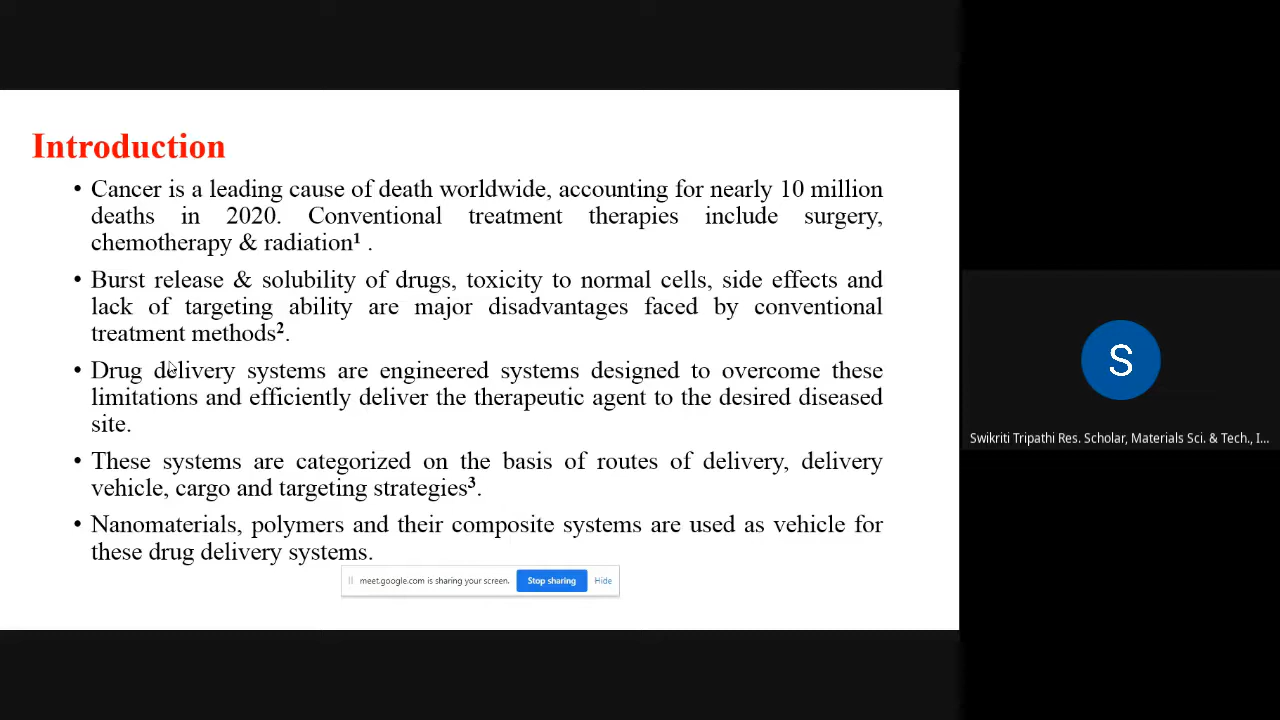 Introduction
• Cancer is a leading cause of death worldwide, accounting for nearly 10 million
deaths in 2020. Conventional treatment therapies include surgery,
chemotherapy & radiation¹ .
• Burst release & solubility of drugs, toxicity to normal cells, side effects and
lack of targeting ability are major disadvantages faced by conventional
treatment methods².
• Drug delivery systems are engineered systems designed to overcome these
limitations and efficiently deliver the therapeutic agent to the desired diseased
site.
• These systems are categorized on the basis of routes of delivery, delivery
vehicle, cargo and targeting strategies³.
• Nanomaterials, polymers and their composite systems are used as vehicle for
these drug delivery systems.
meet.google.com is sharing your screen. Stop sharing Hide
S
Swikriti Tripathi Res. Scholar, Materials Sci. & Tech., I...